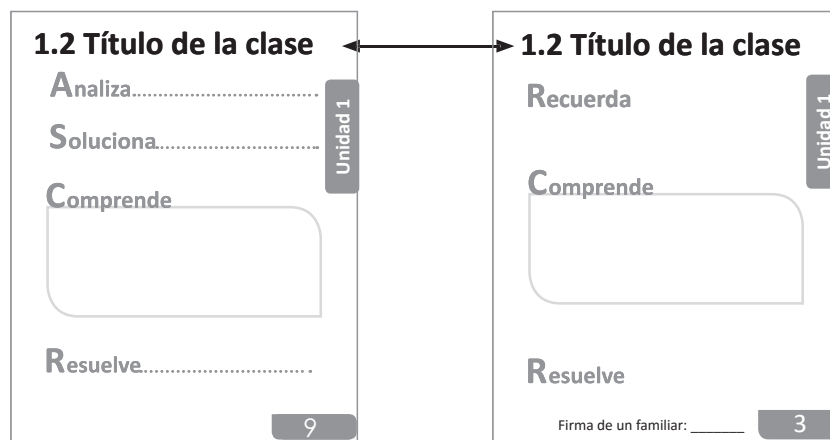 1.2 Título de la clase
Analiza..................................
Soluciona..............................
Unidad 1
Comprende
Resuelve............................... .
9
1.2 Título de la clase
Recuerda
Unidad 1
Comprende
Resuelve
Firma de un familiar: _______
3